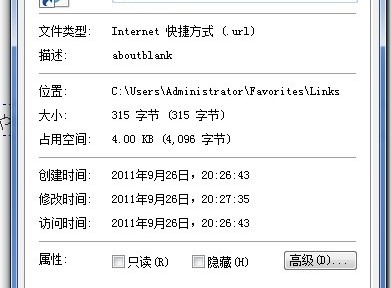 文件类型: Internet 快捷方式 (.url)
描述: aboutblank
位置: C:\Users\Administrator\Favorites\Links
大小: 315 字节 (315 字节)
占用空间: 4.00 KB (4,096 字节)
创建时间: 2011年9月26日，20:26:43
修改时间: 2011年9月26日，20:27:35
访问时间: 2011年9月26日，20:26:43
属性: 只读(R) 隐藏(H) 高级(D)...